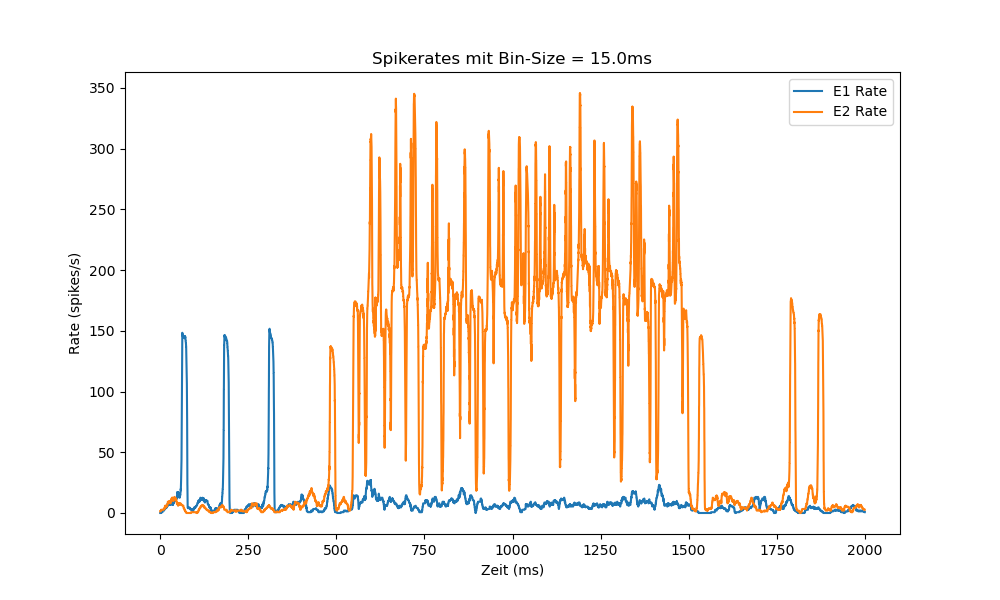 Spikerates mit Bin-Size = 15.0ms
E1 Rate
E2 Rate
Rate (spikes/s)
350
300
250
200
150
100
50
0
0 250 500 750 1000 1250 1500 1750 2000
Zeit (ms)